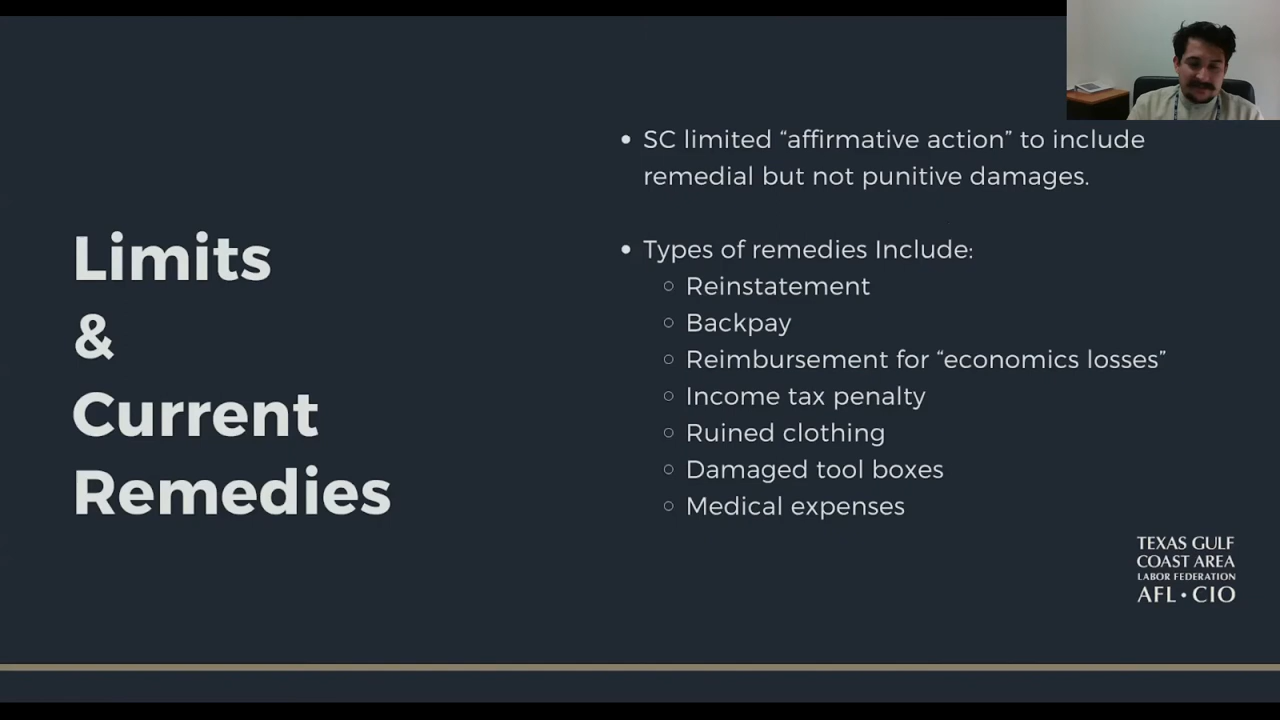 Limits
&
Current
Remedies
• SC limited “affirmative action” to include
remedial but not punitive damages.
• Types of remedies Include:
○ Reinstatement
○ Backpay
○ Reimbursement for “economics losses”
○ Income tax penalty
○ Ruined clothing
○ Damaged tool boxes
○ Medical expenses
TEXAS GULF
COAST AREA
LABOR FEDERATION
AFL • CIO